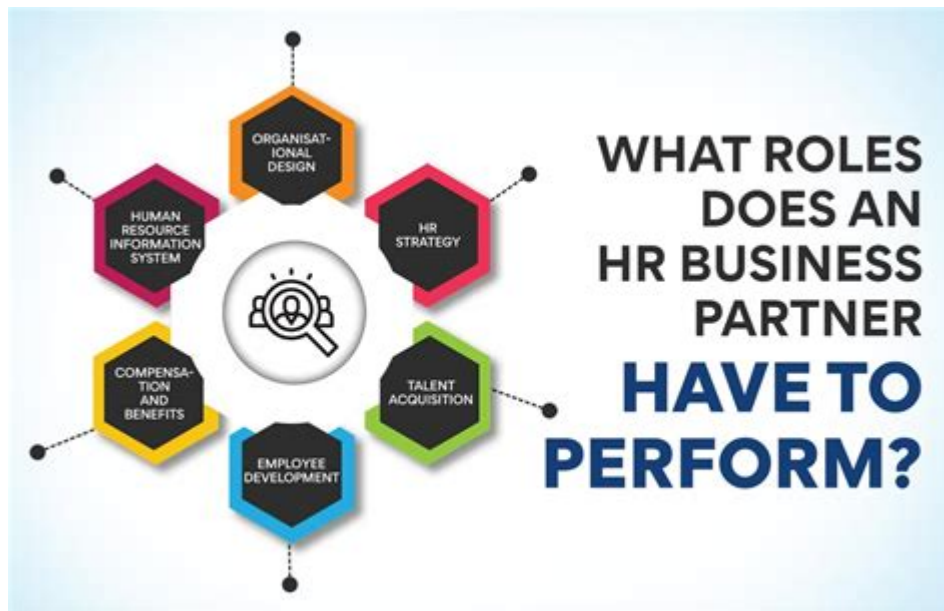 ORGANISAT-
IONAL
DESIGN
HR
STRATEGY
TALENT
ACQUISITION
EMPLOYEE
DEVELOPMENT
COMPENSA-
TION
AND
BENEFITS
HUMAN
RESOURCE
INFORMATION
SYSTEM
WHAT ROLES
DOES AN
HR BUSINESS
PARTNER
HAVE TO
PERFORM?